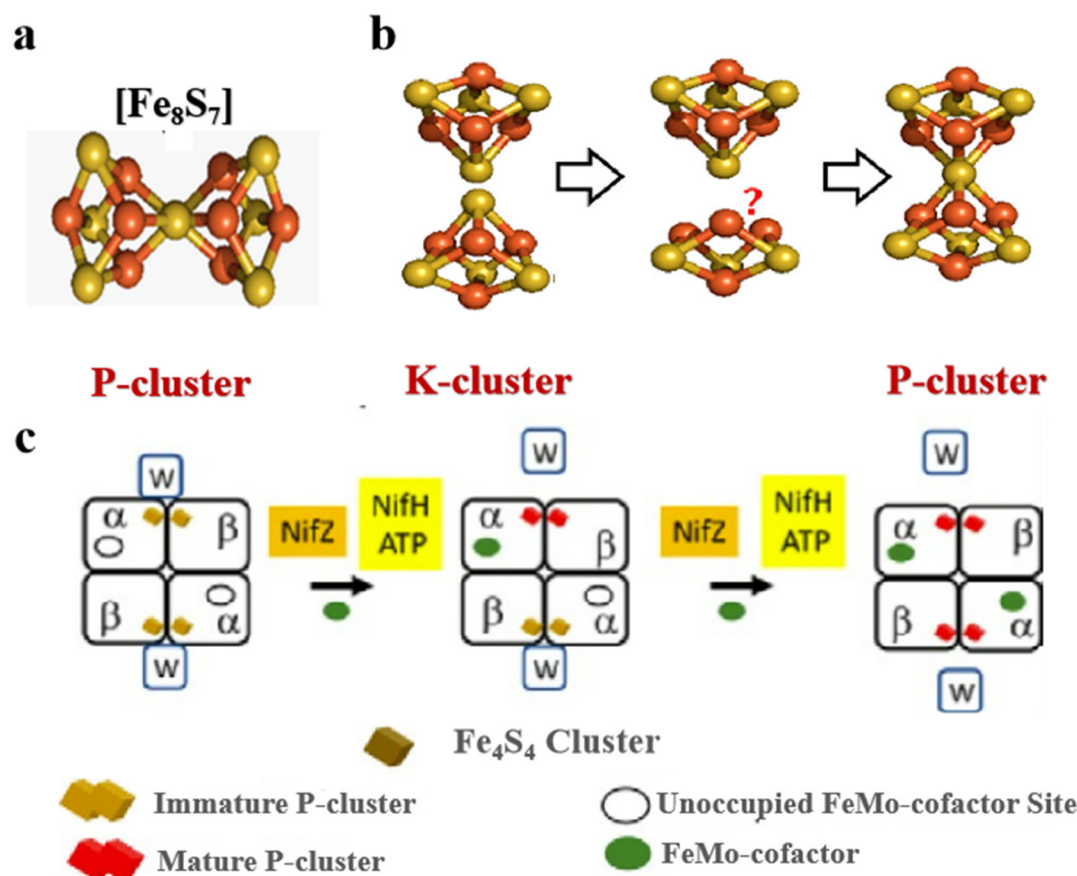 a
b
[Fe₈S₇]
?
P-cluster
K-cluster
P-cluster
c
W
W
W
α
β
NifZ
NifH
ATP
α
β
NifZ
NifH
ATP
α
β
β
α
β
α
β
α
W
W
W
Fe₄S₄ Cluster
Immature P-cluster
Unoccupied FeMo-cofactor Site
Mature P-cluster
FeMo-cofactor